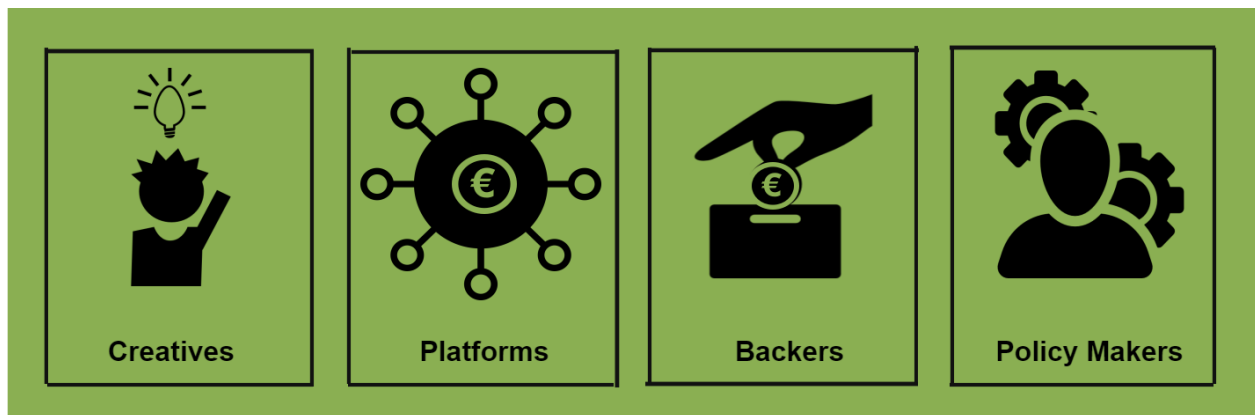 €
€
Creatives
Platforms
Backers
Policy Makers